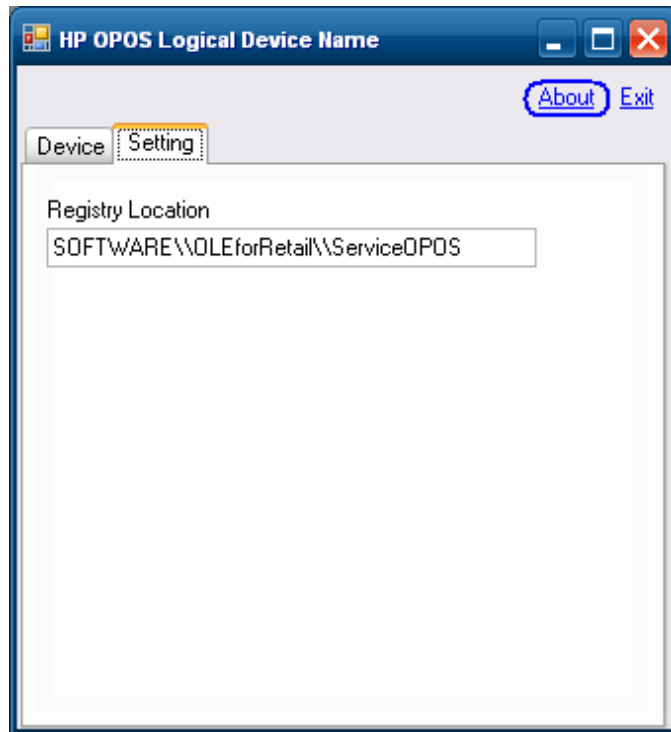 HP OPOS Logical Device Name
About Exit
Device Setting
Registry Location
SOFTWARE\\OLEforRetail\\ServiceOPOS